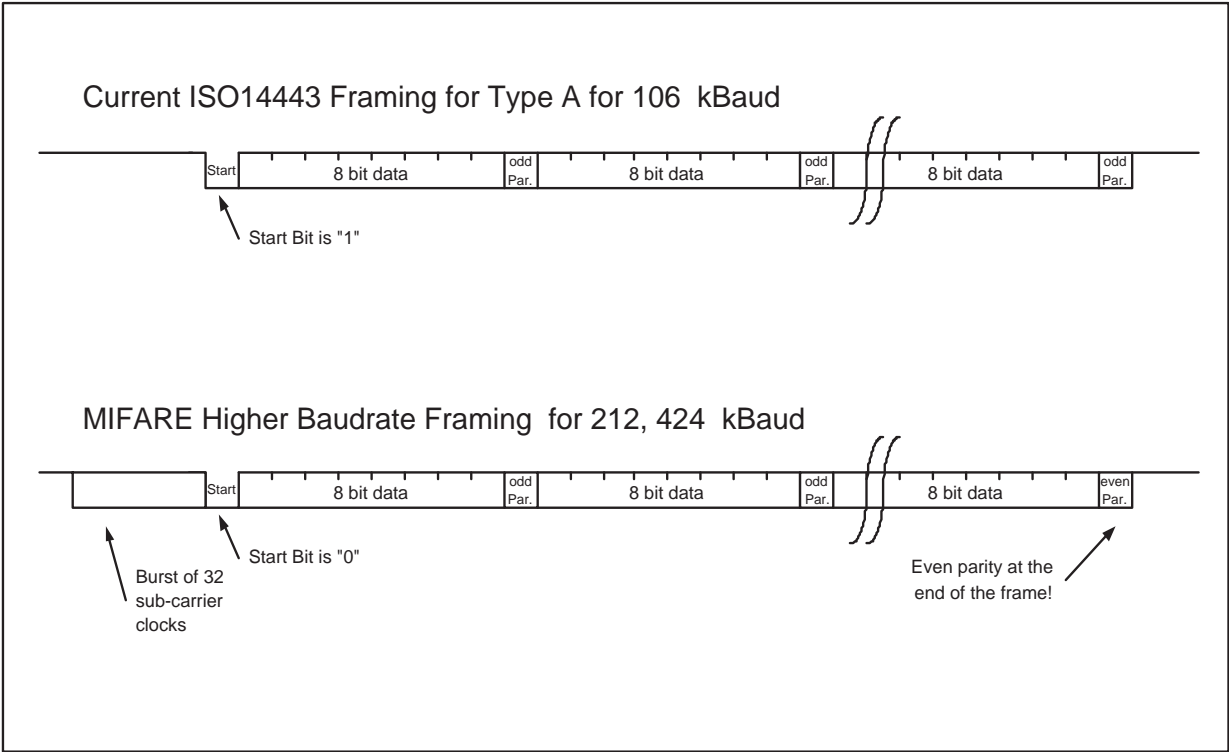 Current ISO14443 Framing for Type A for 106 kBaud
Start
8 bit data
odd
Par.
8 bit data
odd
Par.
8 bit data
odd
Par.
Start Bit is "1"
MIFARE Higher Baudrate Framing for 212, 424 kBaud
Start
8 bit data
odd
Par.
8 bit data
odd
Par.
8 bit data
even
Par.
Start Bit is "0"
Burst of 32
sub-carrier
clocks
Even parity at the
end of the frame!